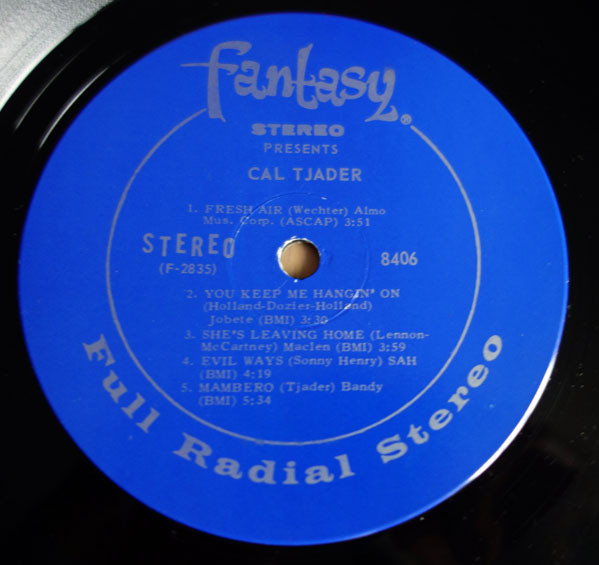 fantasy®
STEREO
PRESENTS
CAL TJADER
1. FRESH AIR (Wechter) Almo
Mus. Corp. (ASCAP) 3:51
STEREO
(F-2835)
8406
2. YOU KEEP ME HANGIN' ON
(Holland-Dozier-Holland)
Jobete (BMI) 3:30
3. SHE'S LEAVING HOME (Lennon-
McCartney) Maclen (BMI) 3:59
4. EVIL WAYS (Sonny Henry) SAH
(BMI) 4:19
5. MAMBERO (Tjader) Bandy
(BMI) 5:34
Full Radial Stereo